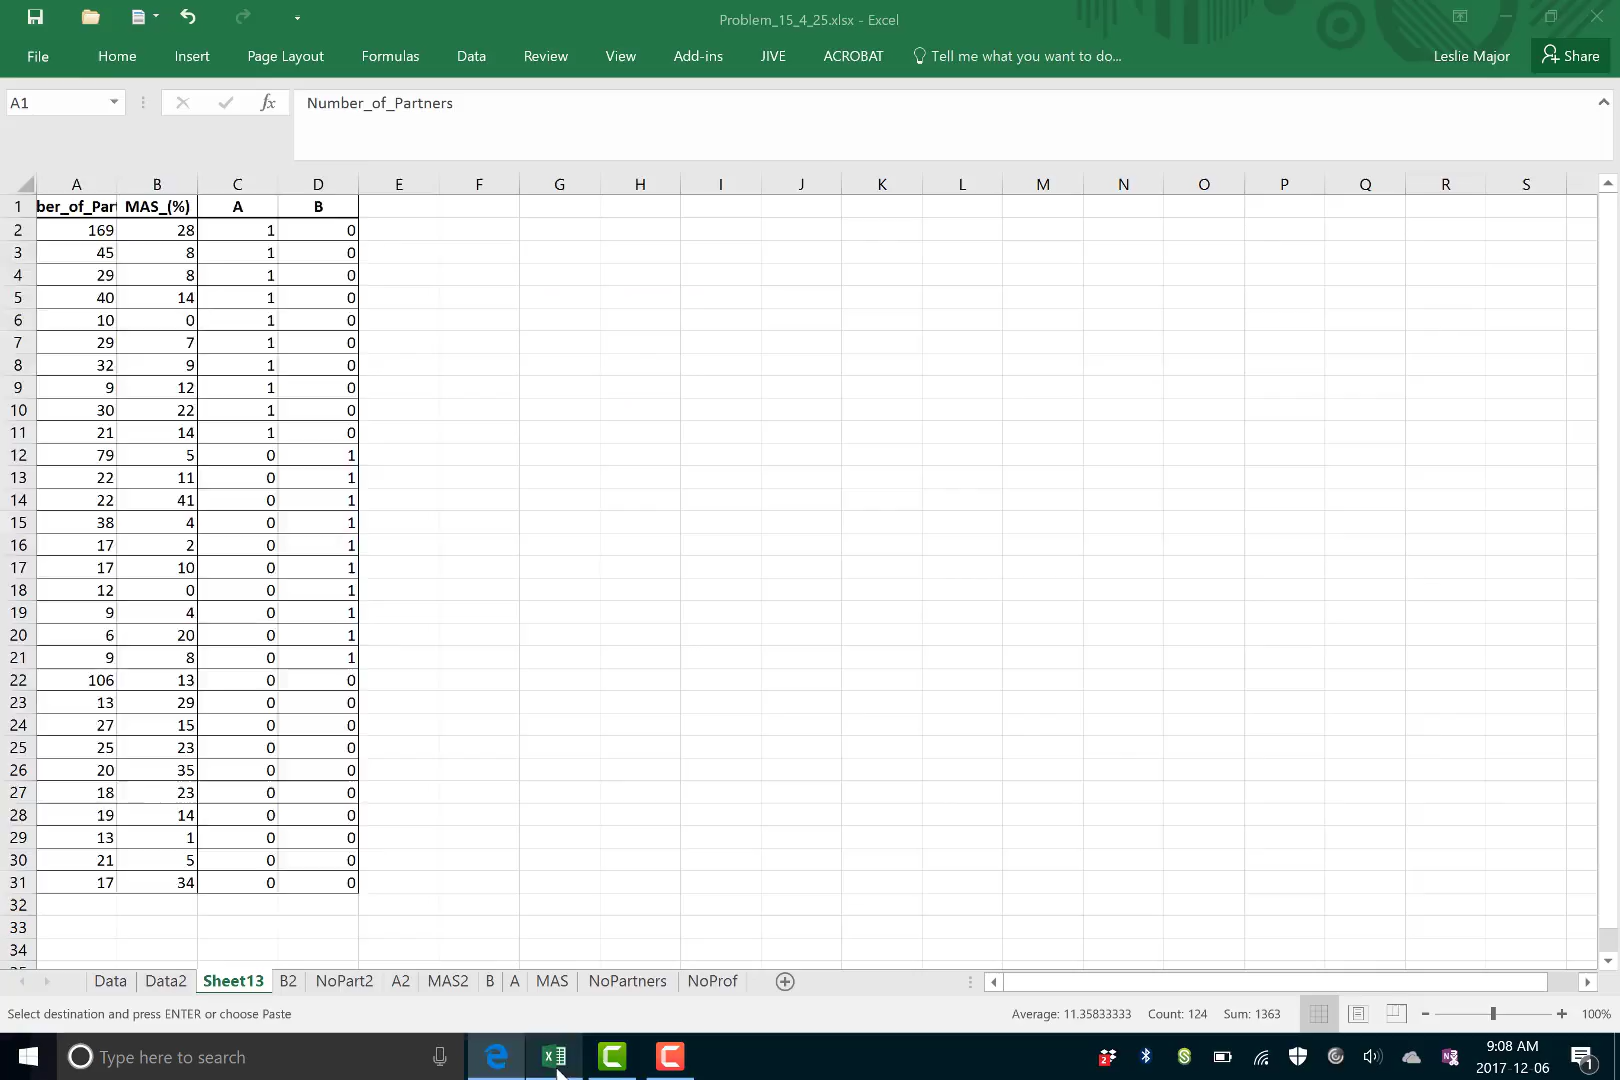 Problem_15_4_25.xlsx - Excel
File Home Insert Page Layout Formulas Data Review View Add-ins JIVE ACROBAT Tell me what you want to do... Leslie Major Share
A1 fx Number_of_Partners
A B C D E F G H I J K L M N O P Q R S
1 ber_of_Par MAS_(%) A B
2 169 28 1 0
3 45 8 1 0
4 29 8 1 0
5 40 14 1 0
6 10 0 1 0
7 29 7 1 0
8 32 9 1 0
9 9 12 1 0
10 30 22 1 0
11 21 14 1 0
12 79 5 0 1
13 22 11 0 1
14 22 41 0 1
15 38 4 0 1
16 17 2 0 1
17 17 10 0 1
18 12 0 0 1
19 9 4 0 1
20 6 20 0 1
21 9 8 0 1
22 106 13 0 0
23 13 29 0 0
24 27 15 0 0
25 25 23 0 0
26 20 35 0 0
27 18 23 0 0
28 19 14 0 0
29 13 1 0 0
30 21 5 0 0
31 17 34 0 0
32
33
34
Data Data2 Sheet13 B2 NoPart2 A2 MAS2 B A MAS NoPartners NoProf
Select destination and press ENTER or choose Paste Average: 11.35833333 Count: 124 Sum: 1363 100%
Type here to search 9:08 AM
2017-12-06